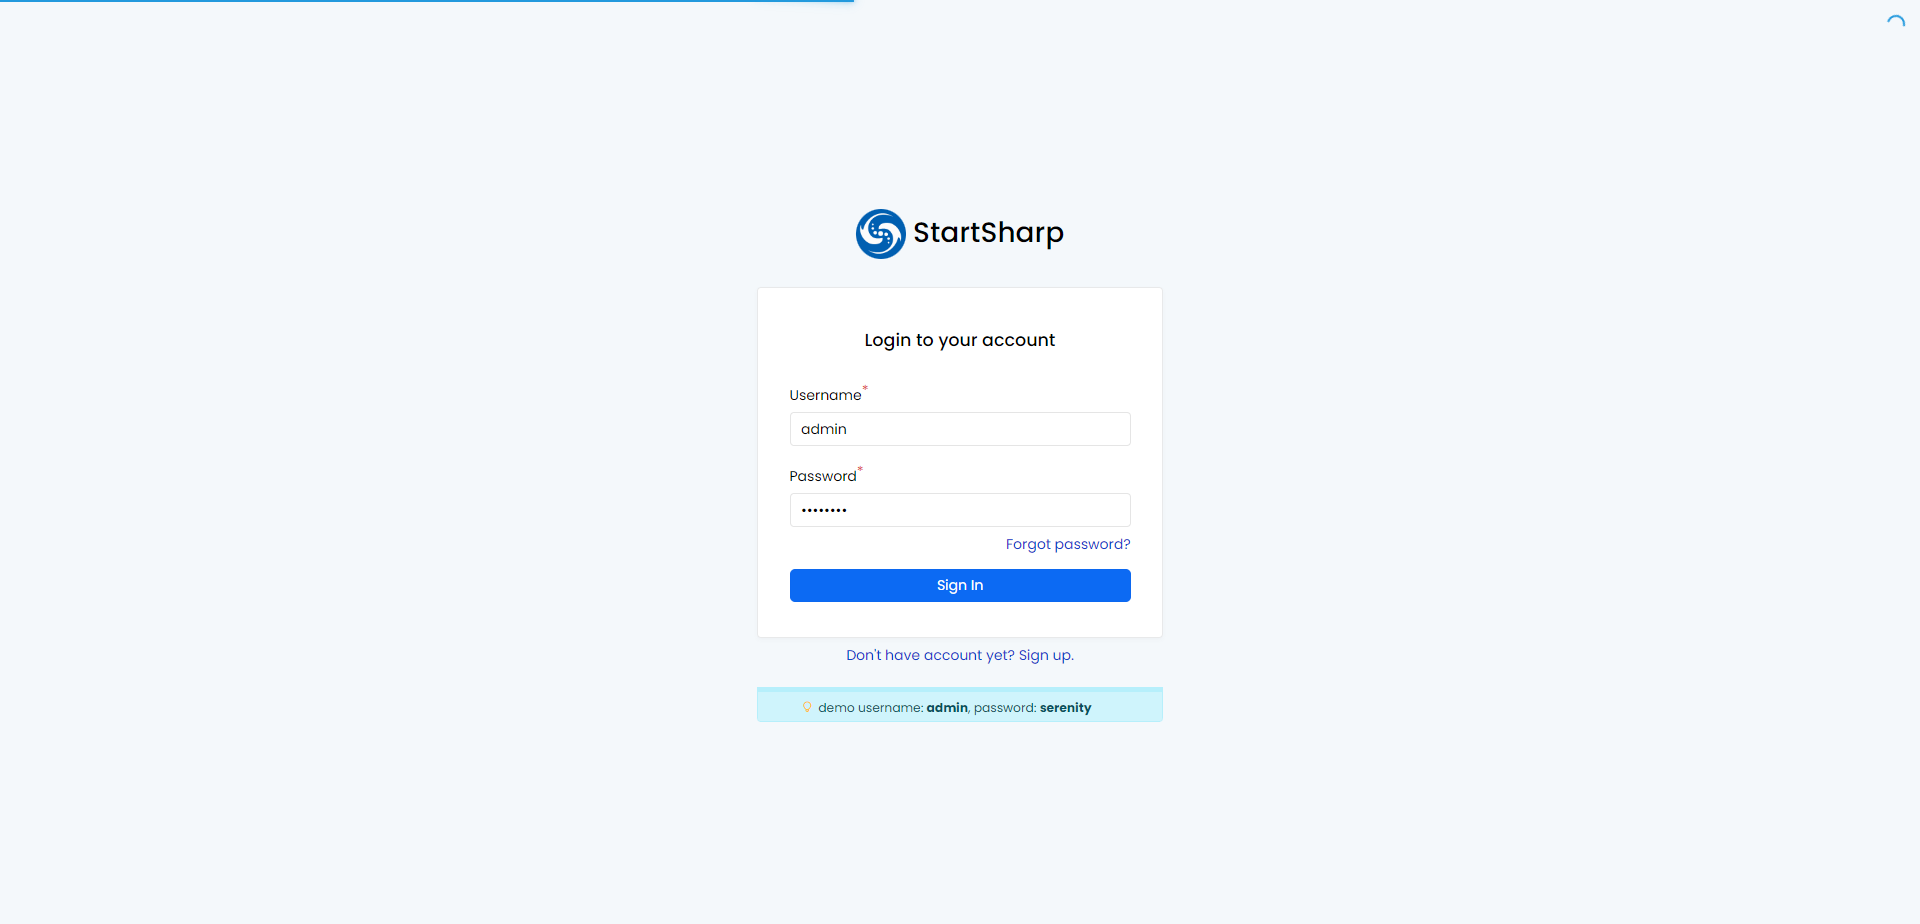 StartSharp
Login to your account
Username*
admin
Password*
••••••••
Forgot password?
Sign In
Don't have account yet? Sign up.
demo username: admin, password: serenity